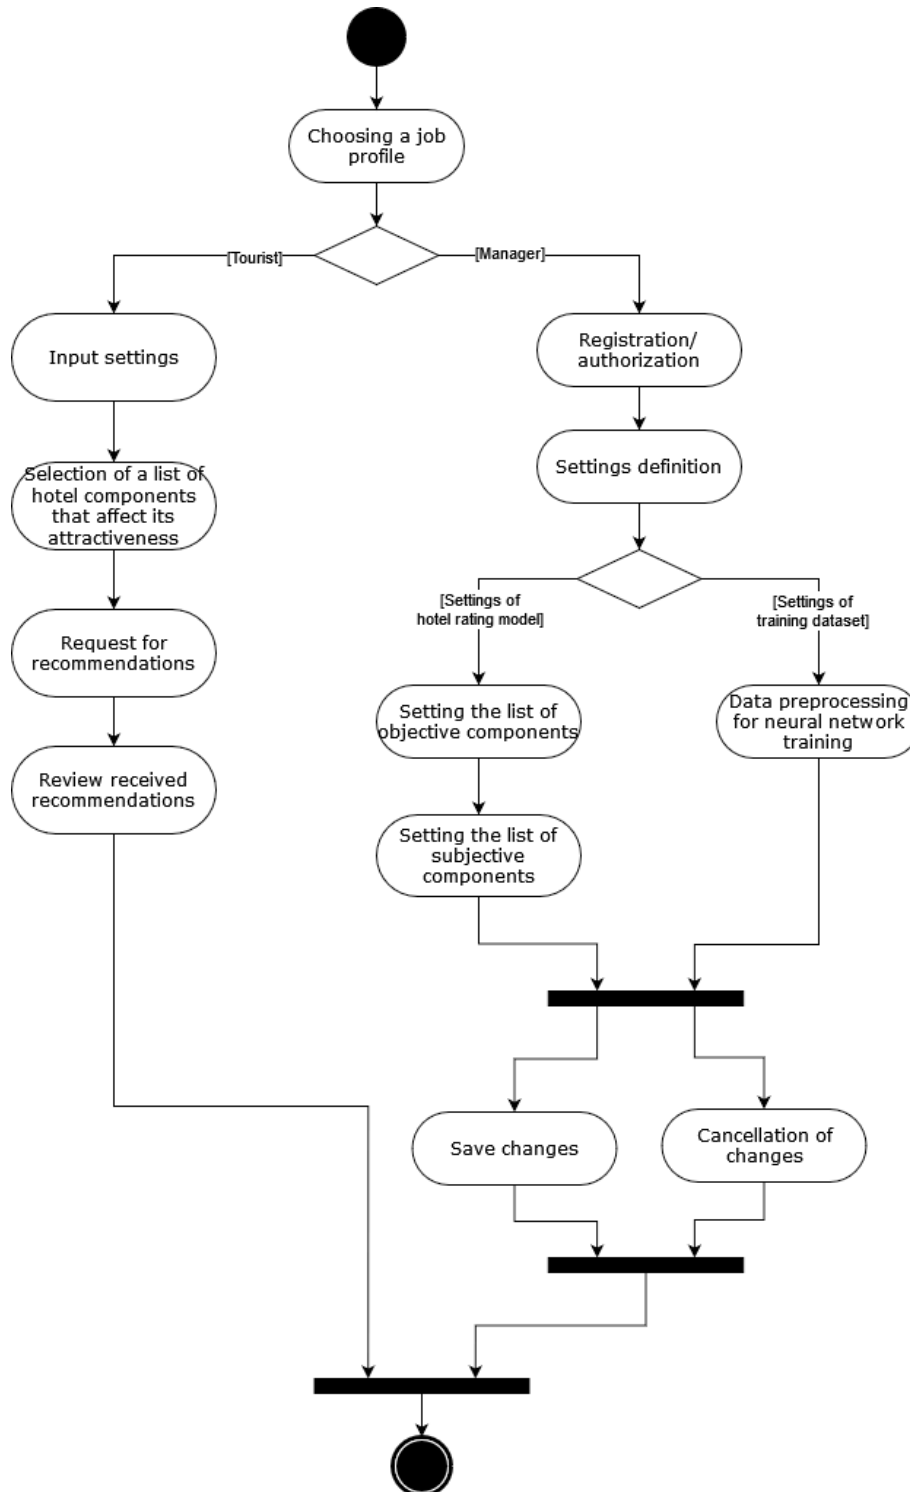 Choosing a job
profile
[Tourist]
[Manager]
Input settings
Registration/
authorization
Selection of a list of
hotel components
that affect its
attractiveness
Settings definition
[Settings of
hotel rating model]
[Settings of
training dataset]
Request for
recommendations
Setting the list of
objective components
Data preprocessing
for neural network
training
Review received
recommendations
Setting the list of
subjective
components
Save changes
Cancellation of
changes